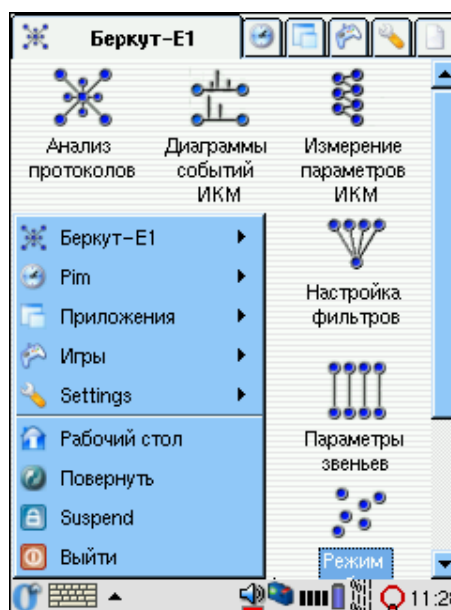 Беркут-Е1
Анализ
протоколов
Диаграммы
событий
ИКМ
Измерение
параметров
ИКМ
Беркут-Е1
Pim
Приложения
Игры
Settings
Рабочий стол
Повернуть
Suspend
Выйти
Настройка
фильтров
Параметры
звеньев
Режим